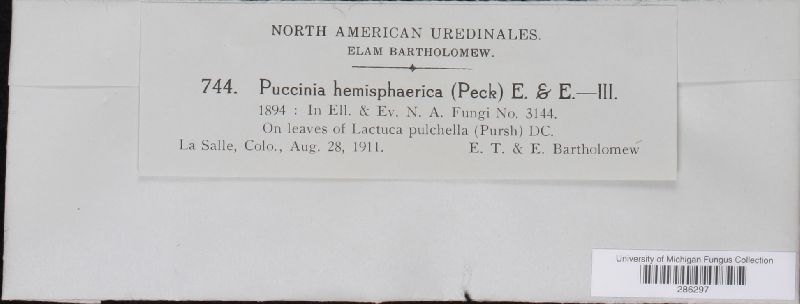 NORTH AMERICAN UREDINALES.
ELAM BARTHOLOMEW.
744. Puccinia hemisphaerica (Peck) E. & E.—III.
1894 : In Ell. & Ev. N. A. Fungi No. 3144.
On leaves of Lactuca pulchella (Pursh) DC.
La Salle, Colo., Aug. 28, 1911. E. T. & E. Bartholomew
University of Michigan Fungus Collection
286297